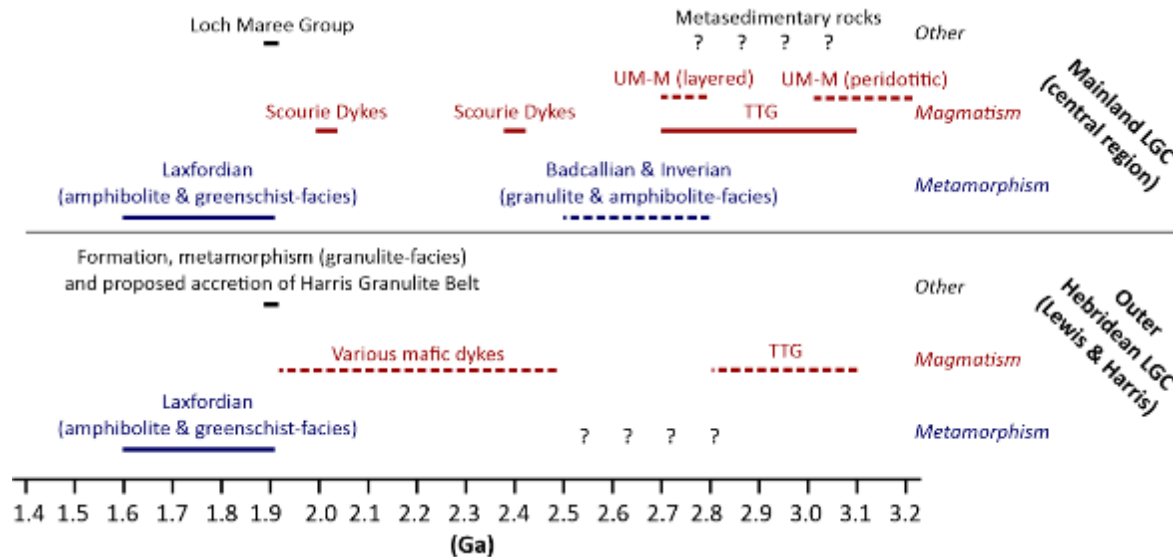 Loch Maree Group
Metasedimentary rocks
? ? ? ?
Other
UM-M (layered)
UM-M (peridotitic)
Scourie Dykes
Scourie Dykes
TTG
Magmatism
Laxfordian
(amphibolite & greenschist-facies)
Badcallian & Inverian
(granulite & amphibolite-facies)
Metamorphism
Mainland LGC
(central region)
Formation, metamorphism (granulite-facies)
and proposed accretion of Harris Granulite Belt
Other
Various mafic dykes
TTG
Magmatism
Laxfordian
(amphibolite & greenschist-facies)
? ? ? ?
Metamorphism
Outer
Hebridean LGC
(Lewis & Harris)
1.4 1.5 1.6 1.7 1.8 1.9 2.0 2.1 2.2 2.3 2.4 2.5 2.6 2.7 2.8 2.9 3.0 3.1 3.2
(Ga)